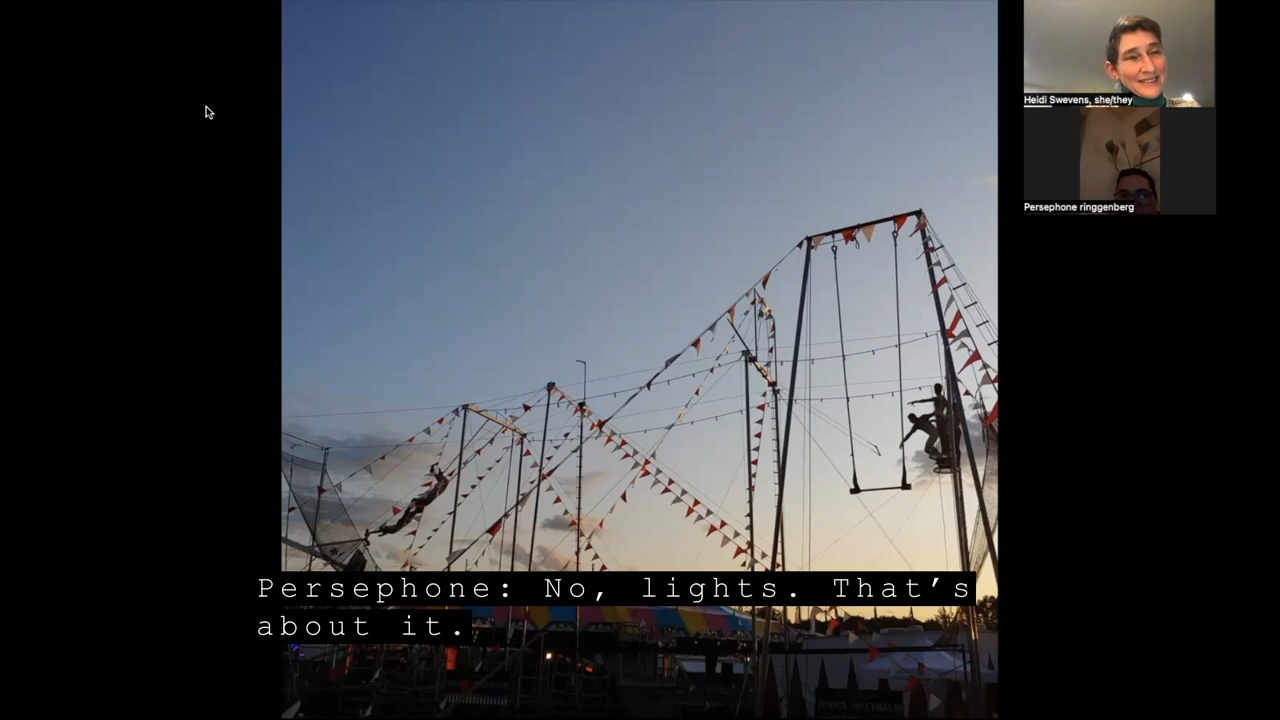 Heidi Swevens, she/they
Persephone ringgenberg
Persephone: No, lights. That’s
about it.